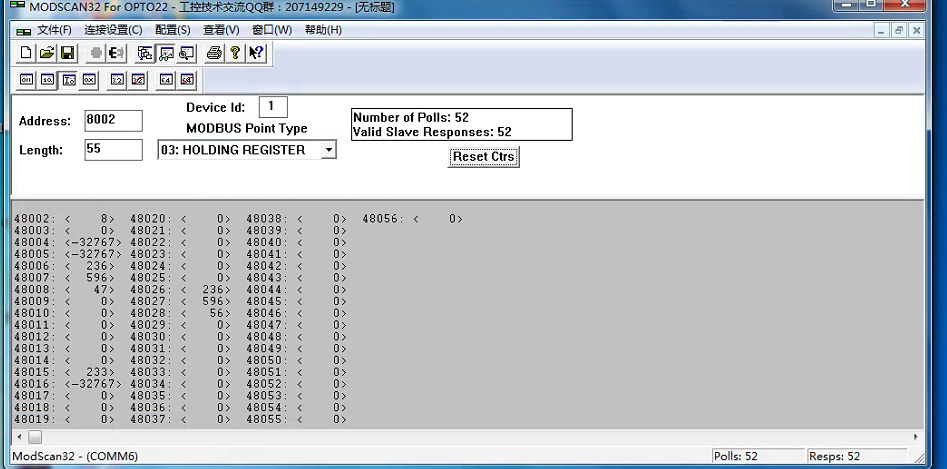 MODSCAN32 For OPTO22 - 工控技术交流QQ群：207149229 - [无标题]
文件(F) 连接设置(C) 配置(S) 查看(V) 窗口(W) 帮助(H)
Address: 8002 Device Id: 1
MODBUS Point Type
Length: 55 03: HOLDING REGISTER
Number of Polls: 52
Valid Slave Responses: 52
Reset Ctrs
48002: < 8> 48020: < 0> 48038: < 0> 48056: < 0>
48003: < 0> 48021: < 0> 48039: < 0>
48004: <-32767> 48022: < 0> 48040: < 0>
48005: <-32767> 48023: < 0> 48041: < 0>
48006: < 236> 48024: < 0> 48042: < 0>
48007: < 596> 48025: < 0> 48043: < 0>
48008: < 47> 48026: < 236> 48044: < 0>
48009: < 0> 48027: < 596> 48045: < 0>
48010: < 0> 48028: < 56> 48046: < 0>
48011: < 0> 48029: < 0> 48047: < 0>
48012: < 0> 48030: < 0> 48048: < 0>
48013: < 0> 48031: < 0> 48049: < 0>
48014: < 0> 48032: < 0> 48050: < 0>
48015: < 233> 48033: < 0> 48051: < 0>
48016: <-32767> 48034: < 0> 48052: < 0>
48017: < 0> 48035: < 0> 48053: < 0>
48018: < 0> 48036: < 0> 48054: < 0>
48019: < 0> 48037: < 0> 48055: < 0>
ModScan32 - (COMM6) Polls: 52 Resps: 52